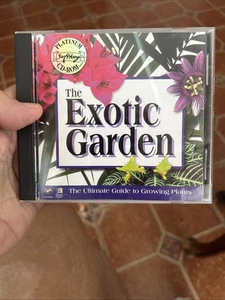 PLATINUM
SoftKey
CD-ROM
The
Exotic
Garden
The Ultimate Guide to Growing Plants